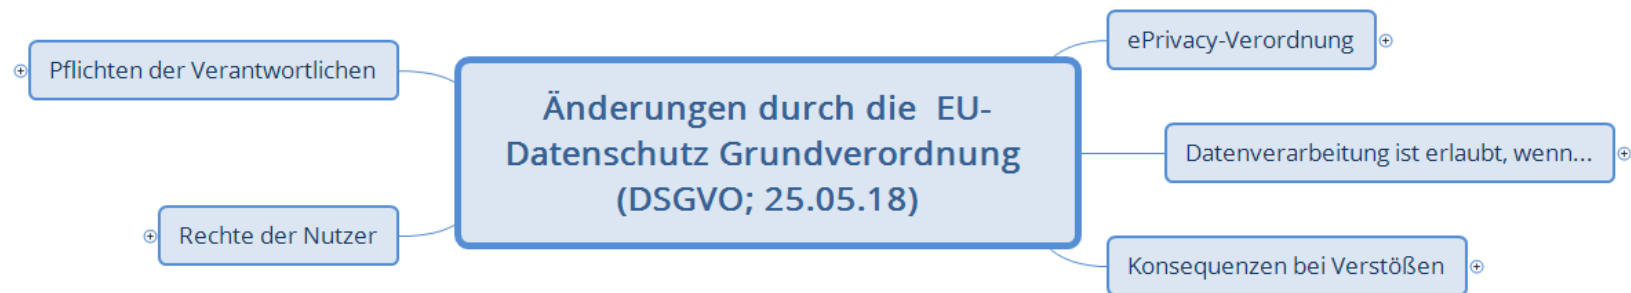 Pflichten der Verantwortlichen
Rechte der Nutzer
Änderungen durch die  EU-
Datenschutz Grundverordnung
(DSGVO; 25.05.18)
ePrivacy-Verordnung
Datenverarbeitung ist erlaubt, wenn...
Konsequenzen bei Verstößen